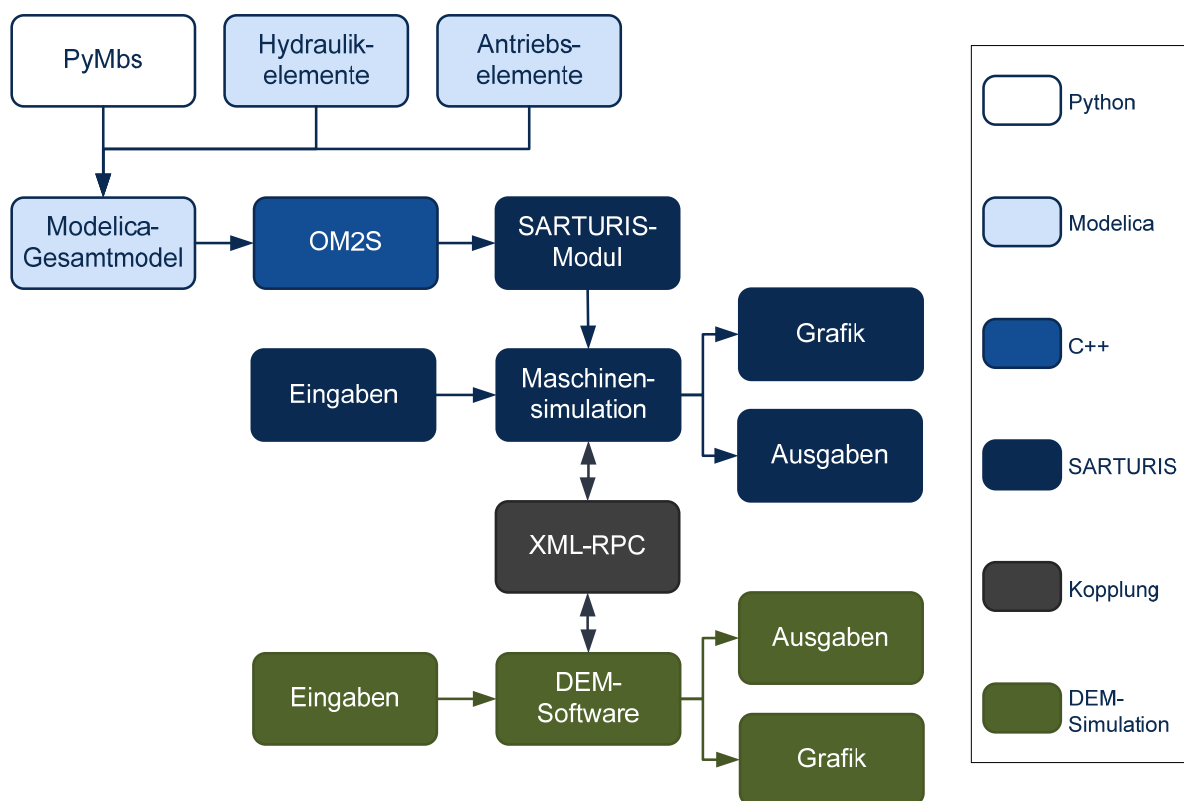 PyMbs
Hydraulik-
elemente
Antriebs-
elemente
Modelica-
Gesamtmodel
OM2S
SARTURIS-
Modul
Eingaben
Maschinen-
simulation
Grafik
Ausgaben
XML-RPC
Eingaben
DEM-
Software
Ausgaben
Grafik
Python
Modelica
C++
SARTURIS
Kopplung
DEM-
Simulation